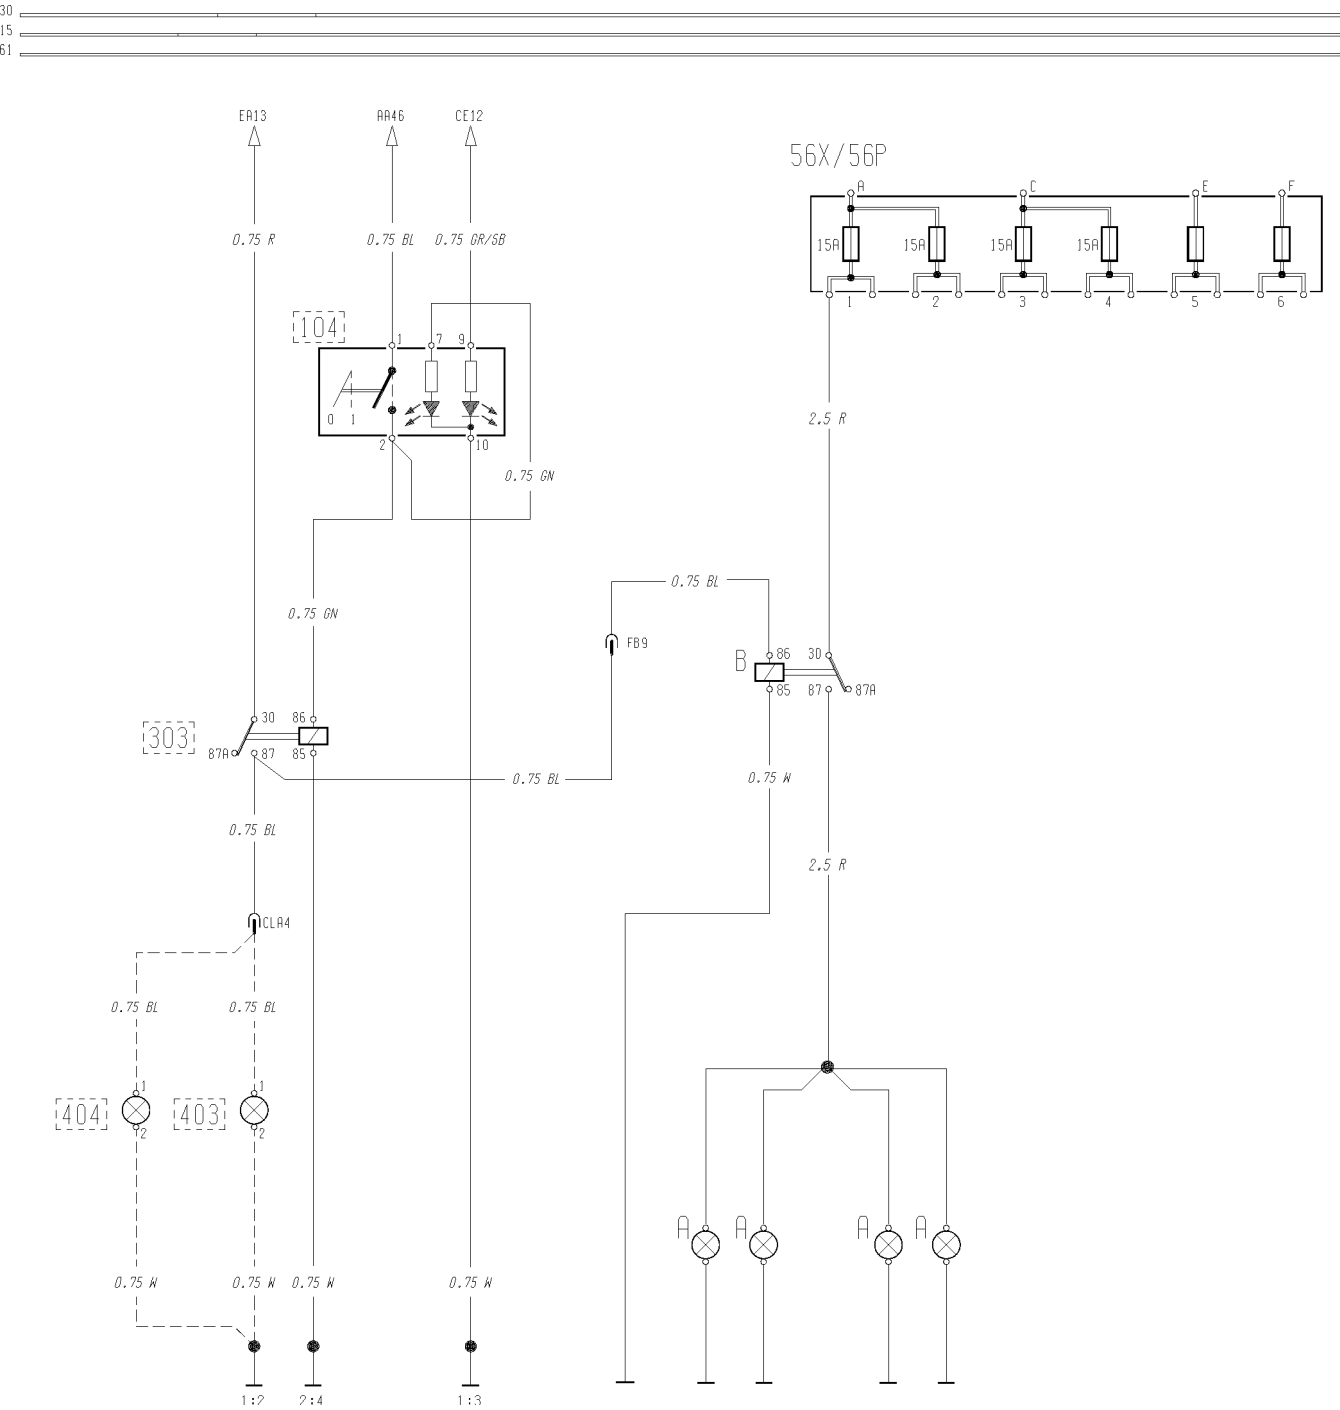 30
15
61
EA13 AA46 CE12
56X/56P
A C E F
0.75 R 0.75 BL 0.75 GR/SB
15A 15A 15A 15A
1 2 3 4 5 6
104
1 7 9
0 1
2 10
2.5 R
0.75 GN
0.75 BL
0.75 GN
FB9
B 86 30
85 87 87A
303
30 86
87A 87 85
0.75 BL 0.75 W
0.75 BL
2.5 R
CLA4
0.75 BL 0.75 BL
1 1
404 403
2 2
A A A A
0.75 W 0.75 W 0.75 W 0.75 W
1:2 2:4 1:3